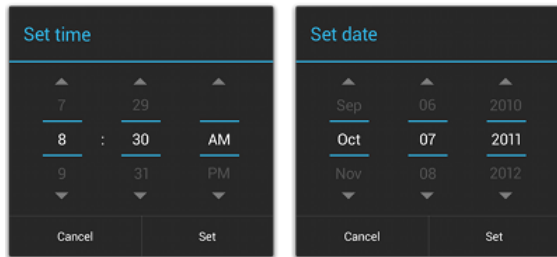 Set time
7 29
8 : 30 AM
9 31 PM
Cancel Set
Set date
Sep 06 2010
Oct 07 2011
Nov 08 2012
Cancel Set